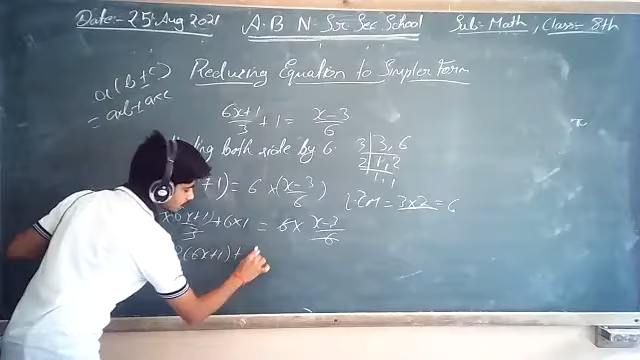 Date:- 25 Aug 2021
A.B.N. Sr. Sec. School
Sub:- Math, Class= 8th
a(b±c)
= ab±ac
Reducing Equation to Simpler Form
6x+1/3 + 1 = x-3/6
both side by 6.
3 | 3, 6
2 | 1, 2
1, 1
+1) = 6 × (x-3/6)
L.C.M = 3×2 = 6
(6x+1)/3 + 6×1 = 6× x-3/6
2(6x+1) +